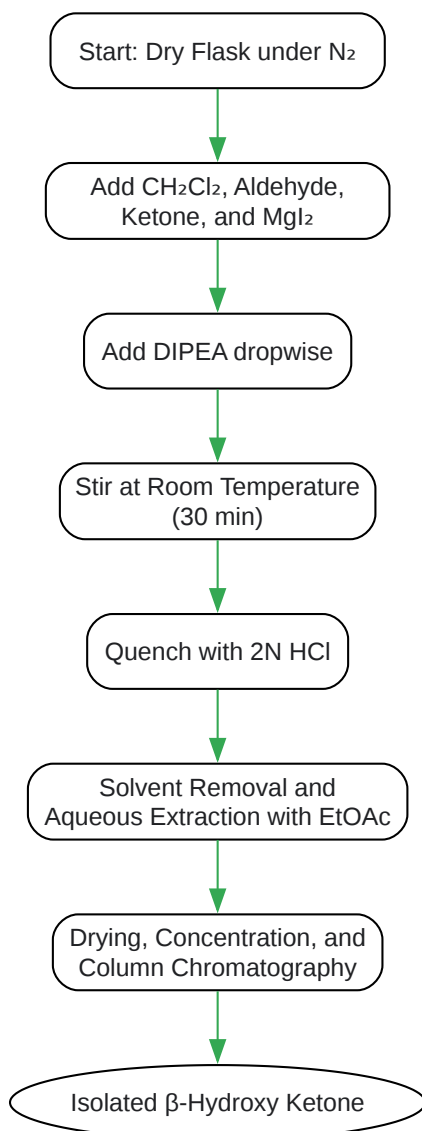 Start: Dry Flask under N₂
Add CH₂Cl₂, Aldehyde,
Ketone, and MgI₂
Add DIPEA dropwise
Stir at Room Temperature
(30 min)
Quench with 2N HCl
Solvent Removal and
Aqueous Extraction with EtOAc
Drying, Concentration, and
Column Chromatography
Isolated β-Hydroxy Ketone